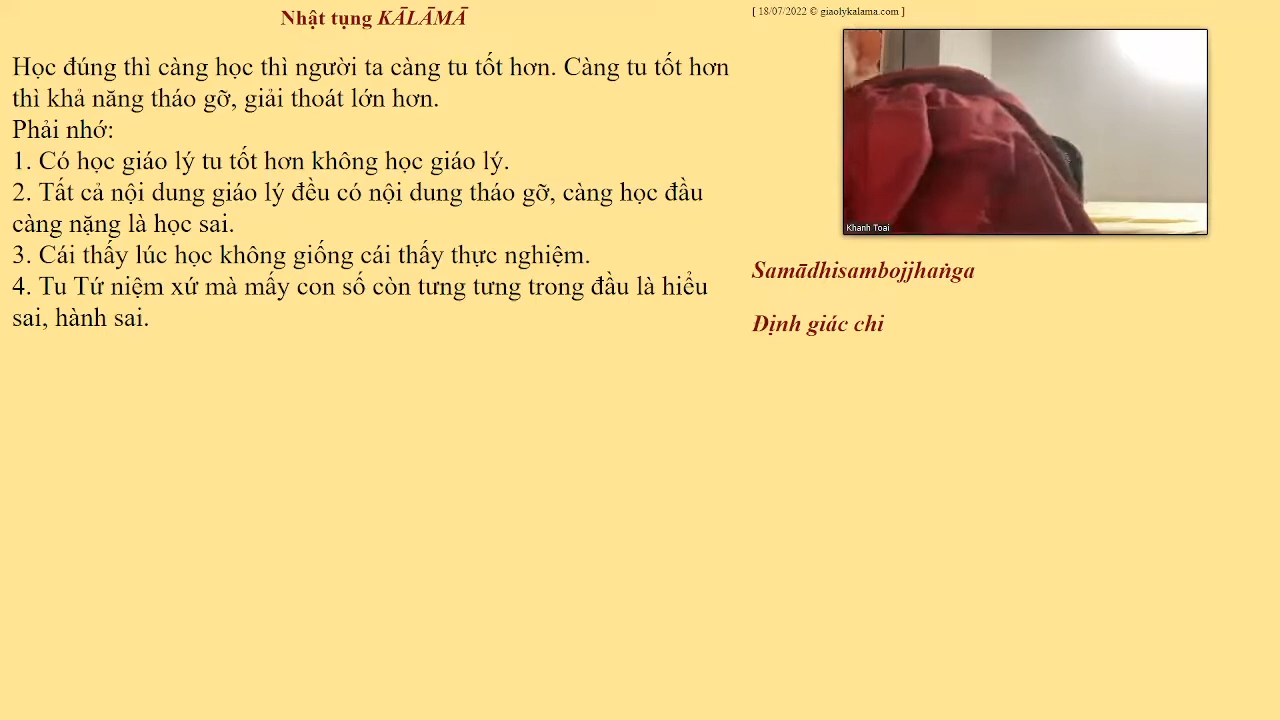 Nhật tụng KĀLĀMĀ
[ 18/07/2022 © giaolykalama.com ]
Học đúng thì càng học thì người ta càng tu tốt hơn. Càng tu tốt hơn
thì khả năng tháo gỡ, giải thoát lớn hơn.
Phải nhớ:
1. Có học giáo lý tu tốt hơn không học giáo lý.
2. Tất cả nội dung giáo lý đều có nội dung tháo gỡ, càng học đầu
càng nặng là học sai.
3. Cái thấy lúc học không giống cái thấy thực nghiệm.
4. Tu Tứ niệm xứ mà mấy con số còn tưng tưng trong đầu là hiểu
sai, hành sai.
Khanh Toai
Samādhisambojjhaṅga
Định giác chi